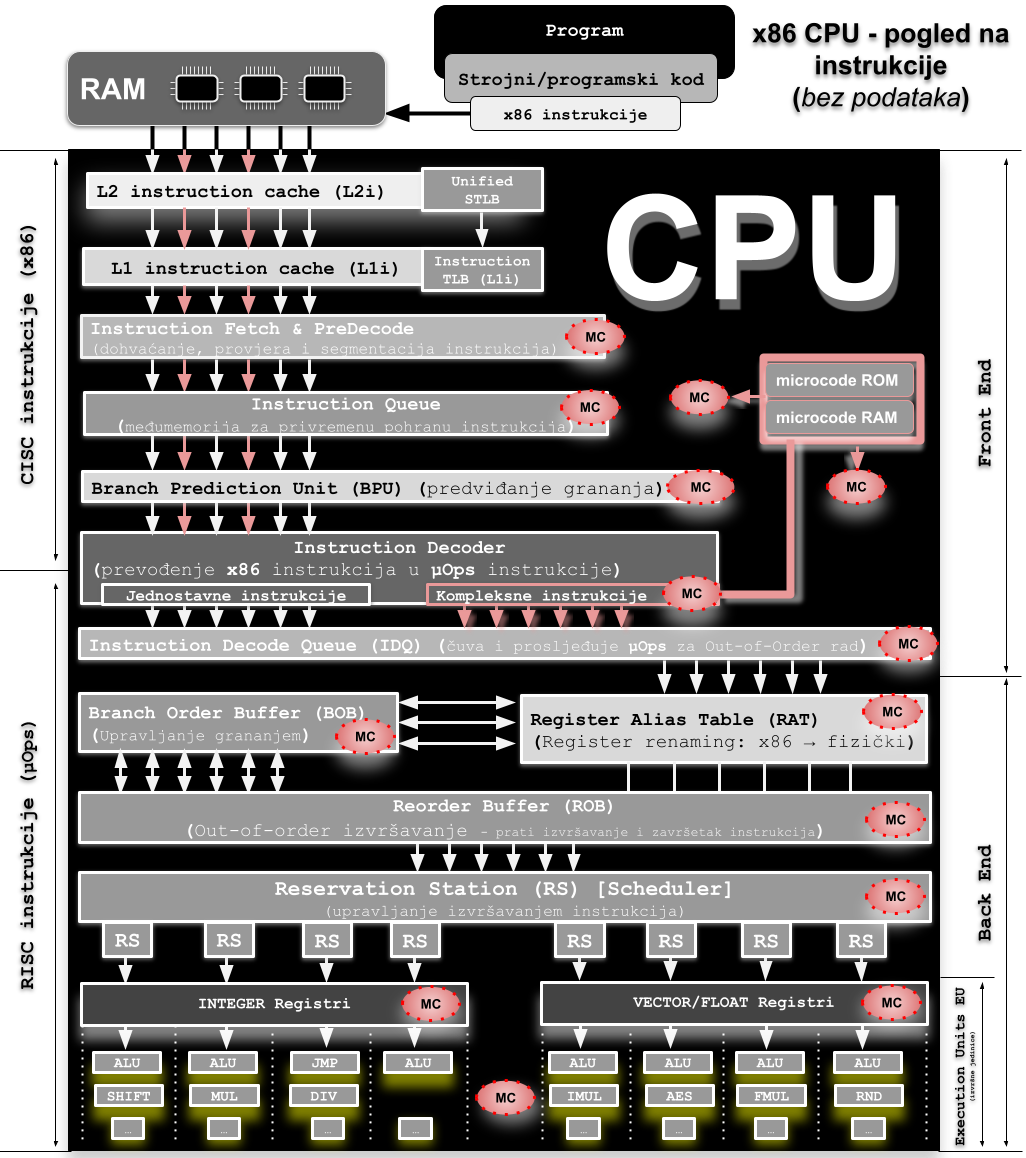 Program
Strojni/programski kod
x86 instrukcije
x86 CPU - pogled na
instrukcije
(bez podataka)
RAM
CPU
CISC instrukcije (x86)
RISC instrukcije (µOps)
Front End
Back End
Execution Units EU
(izvršne jedinice)
L2 instruction cache (L2i)
Unified
STLB
L1 instruction cache (L1i)
Instruction
TLB (L1i)
Instruction Fetch & PreDecode
(dohvaćanje, provjera i segmentacija instrukcija)
MC
Instruction Queue
(međumemorija za privremenu pohranu instrukcija)
MC
microcode ROM
microcode RAM
MC
MC
Branch Prediction Unit (BPU) (predviđanje grananja)
MC
Instruction Decoder
(prevođenje x86 instrukcija u µOps instrukcije)
Jednostavne instrukcije
Kompleksne instrukcije
MC
Instruction Decode Queue (IDQ) (čuva i prosljeđuje µOps za Out-of-Order rad)
MC
Branch Order Buffer (BOB)
(Upravljanje grananjem)
MC
Register Alias Table (RAT)
(Register renaming: x86 → fizički)
MC
Reorder Buffer (ROB)
(Out-of-order izvršavanje - prati izvršavanje i završetak instrukcija)
MC
Reservation Station (RS) [Scheduler]
(upravljanje izvršavanjem instrukcija)
MC
RS RS RS RS RS RS RS RS
INTEGER Registri
MC
VECTOR/FLOAT Registri
MC
ALU ALU JMP ALU ALU ALU ALU ALU
SHIFT MUL DIV MC IMUL AES FMUL RND
… … … … … … … …